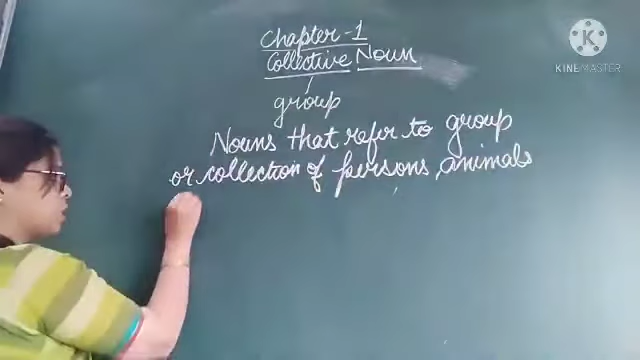 Chapter-1
Collective Noun
group
Nouns that refer to group
or collection of persons, animals
KINEMASTER